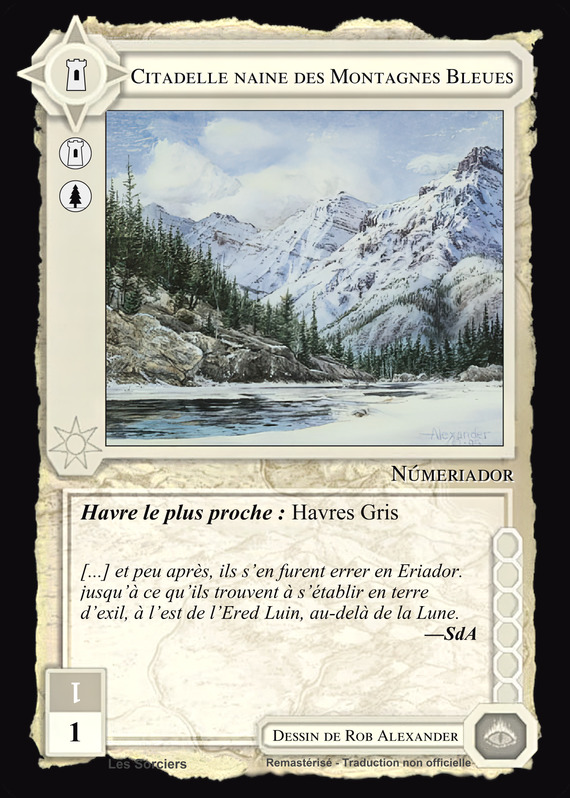 Citadelle naine des Montagnes Bleues
Alexander
Númeriador
Havre le plus proche : Havres Gris
[...] et peu après, ils s'en furent errer en Eriador.
jusqu'à ce qu'ils trouvent à s'établir en terre
d'exil, à l'est de l'Ered Luin, au-delà de la Lune.
—SdA
1
1
Dessin de Rob Alexander
Les Sorciers
Remastérisé - Traduction non officielle